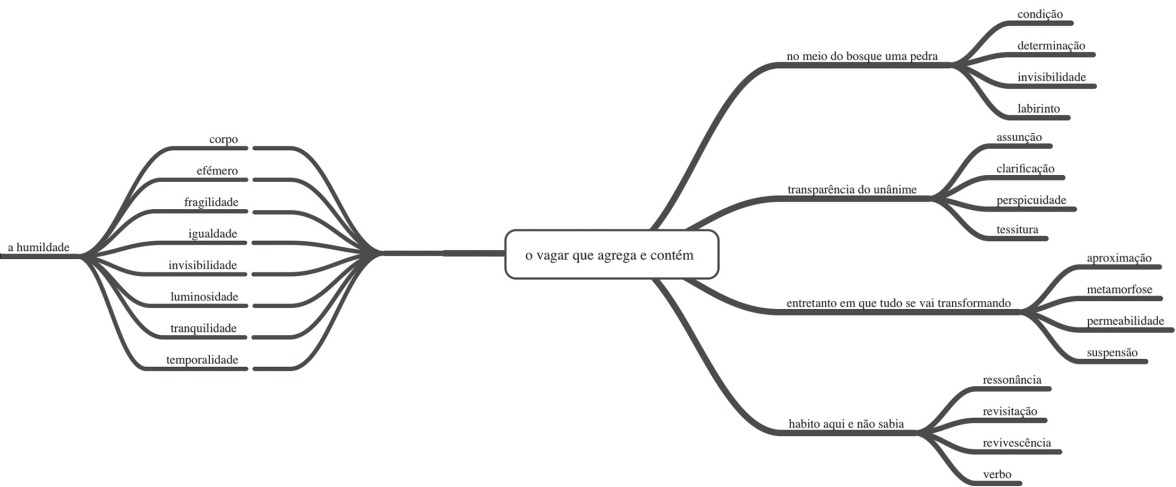 a humildade
corpo
efémero
fragilidade
igualdade
invisibilidade
luminosidade
tranquilidade
temporalidade
o vagar que agrega e contém
no meio do bosque uma pedra
condição
determinação
invisibilidade
labirinto
transparência do unânime
assunção
clarificação
perspicuidade
tessitura
entretanto em que tudo se vai transformando
aproximação
metamorfose
permeabilidade
suspensão
habito aqui e não sabia
ressonância
revisitação
revivescência
verbo